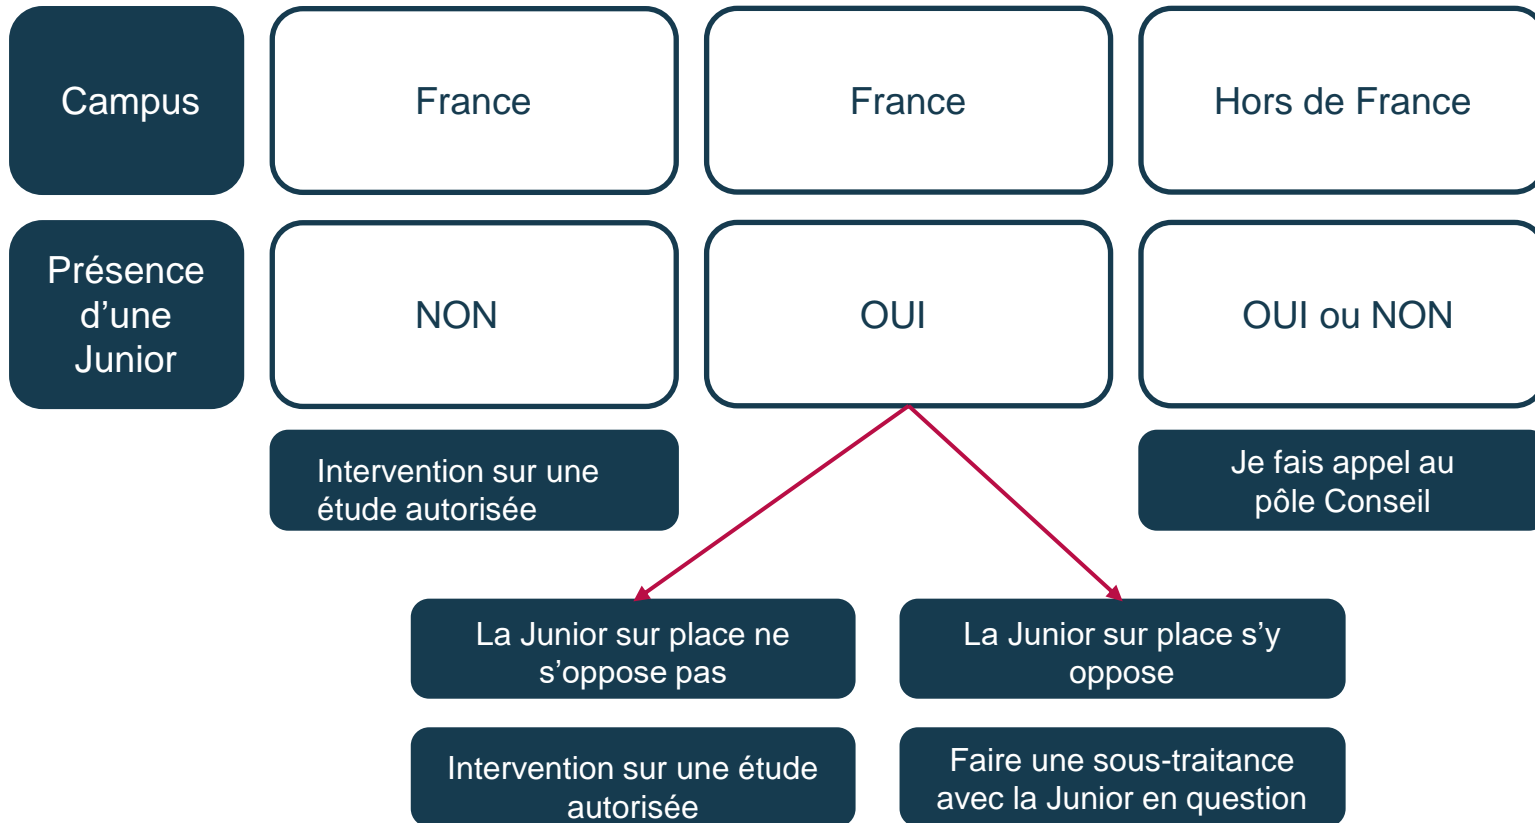 Campus
France
France
Hors de France
Présence
d’une
Junior
NON
OUI
OUI ou NON
Intervention sur une
étude autorisée
Je fais appel au
pôle Conseil
La Junior sur place ne
s’oppose pas
La Junior sur place s’y
oppose
Intervention sur une étude
autorisée
Faire une sous-traitance
avec la Junior en question